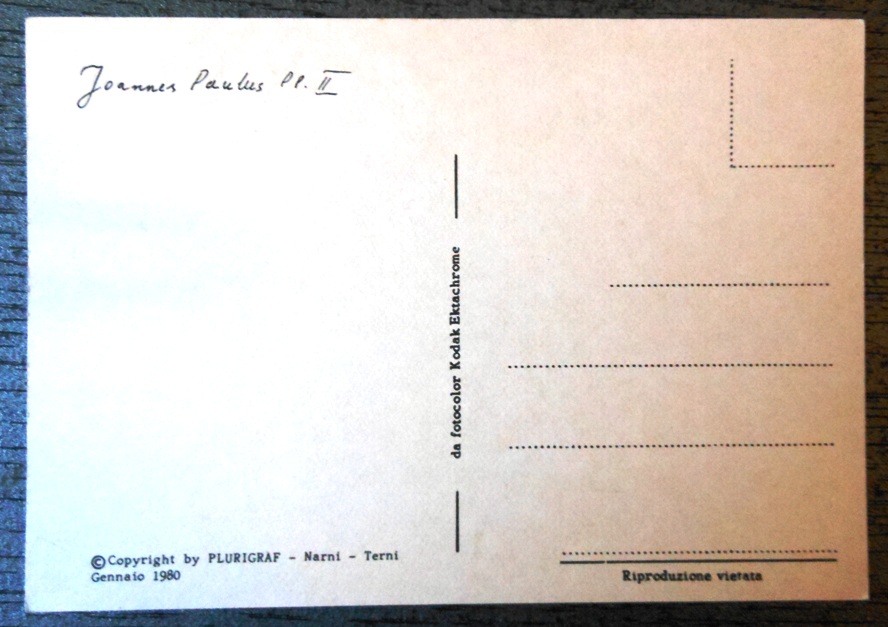 Joannes Paulus PP. II
da fotocolor Kodak Ektachrome
©Copyright by PLURIGRAF - Narni - Terni
Gennaio 1980
Riproduzione vietata